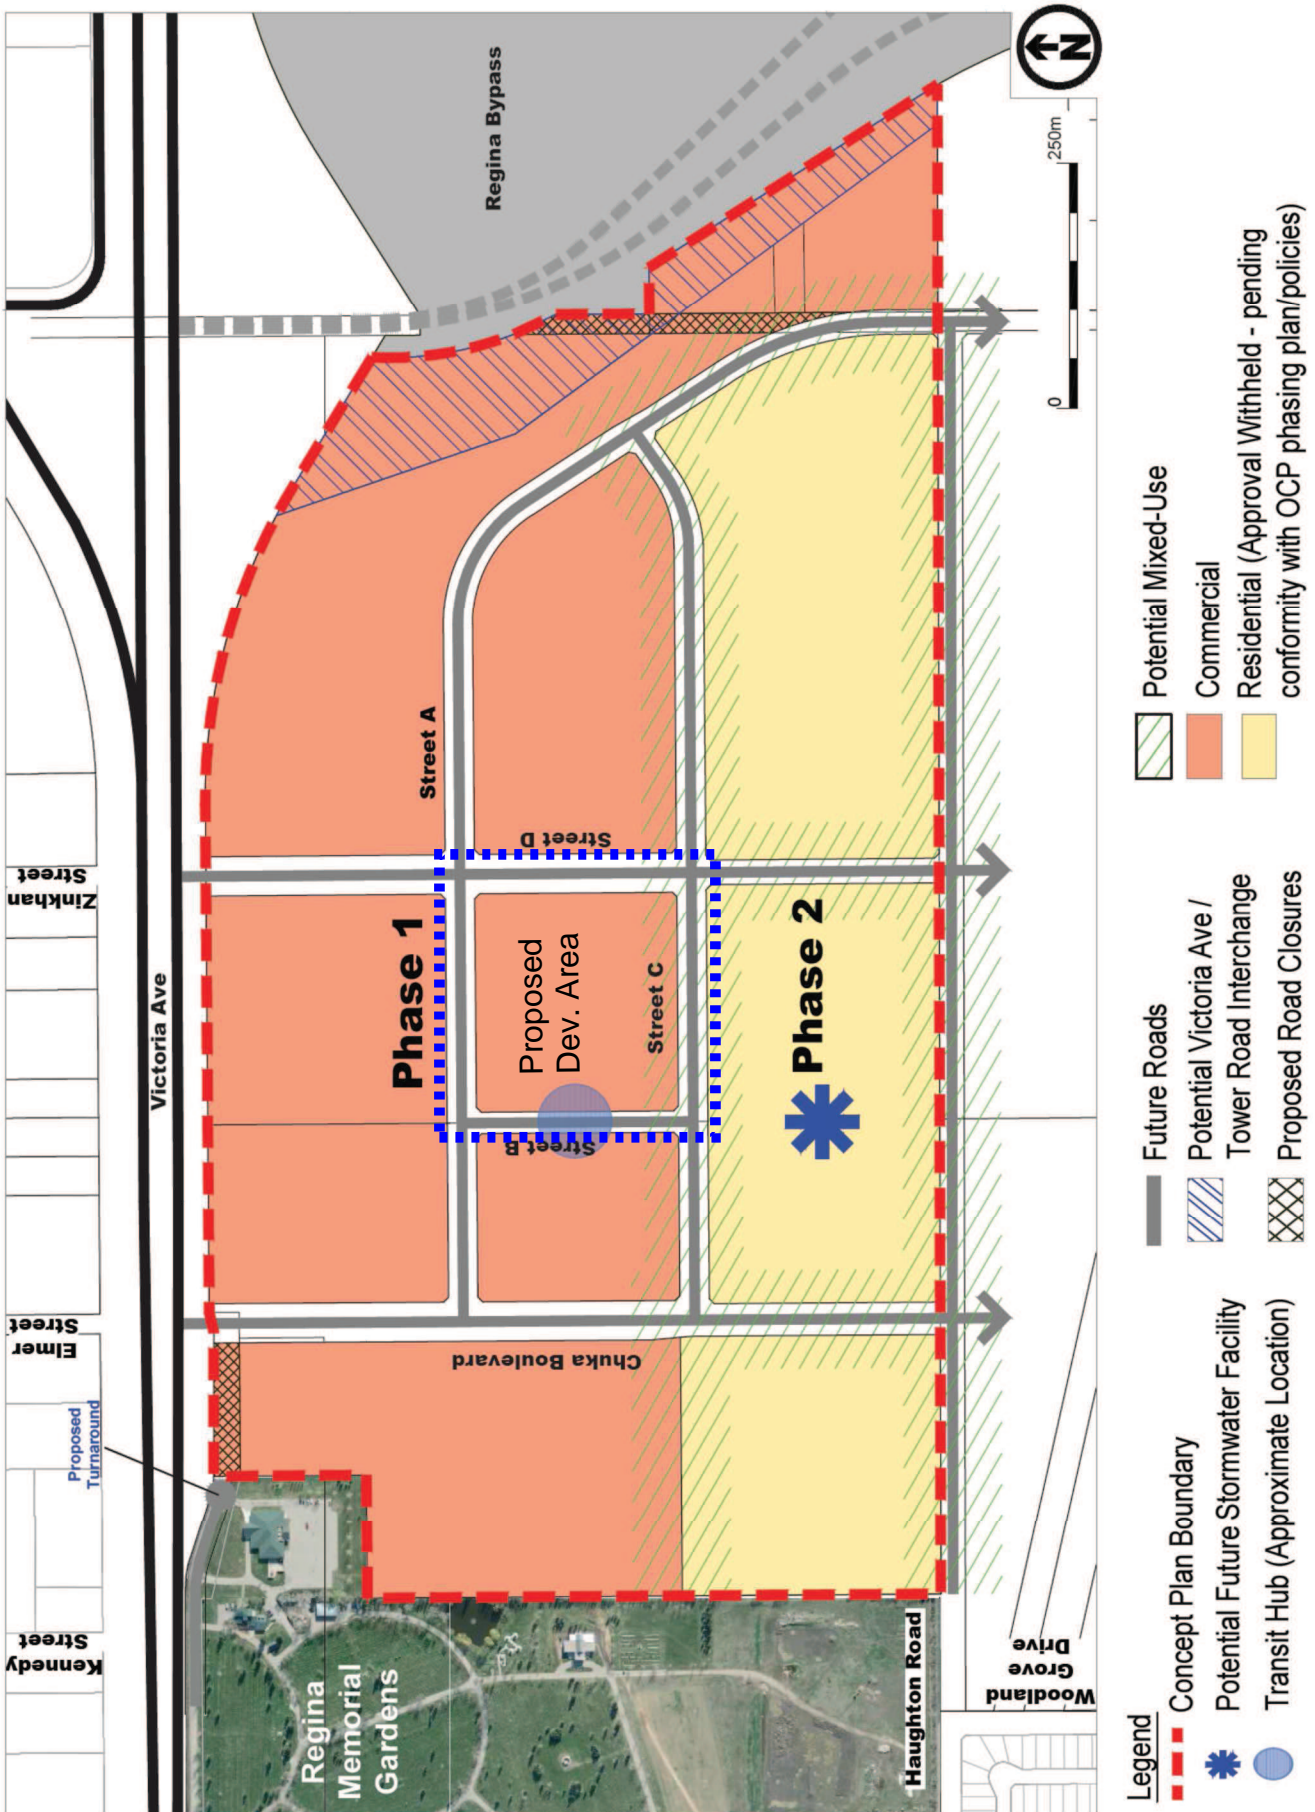 Kennedy
Street
Elmer
Street
Zinkhan
Street
Proposed
Turnaround
Victoria Ave
Regina Bypass
Regina
Memorial
Gardens
Phase 1
Street A
Proposed
Dev. Area
Street B
Street C
Street D
Chuka Boulevard
Phase 2
Haughton Road
Woodland
Grove
Drive
0
250m
N
Legend
Concept Plan Boundary
Potential Future Stormwater Facility
Transit Hub (Approximate Location)
Future Roads
Potential Victoria Ave /
Tower Road Interchange
Proposed Road Closures
Potential Mixed-Use
Commercial
Residential (Approval Withheld - pending
conformity with OCP phasing plan/policies)